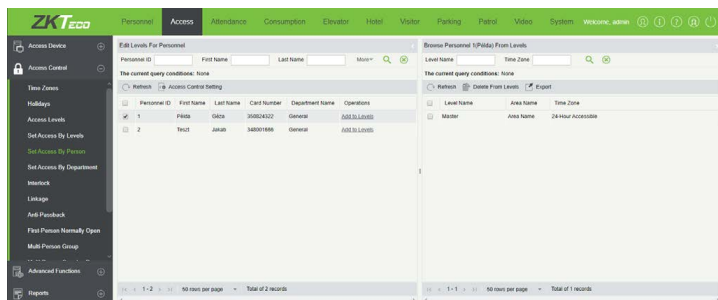 ZKTeco
Personnel Access Attendance Consumption Elevator Hotel Visitor Parking Patrol Video System Welcome, admin
Access Device
Access Control
Time Zones
Holidays
Access Levels
Set Access By Levels
Set Access By Person
Set Access By Department
Interlock
Linkage
Anti-Passback
First-Person Normally Open
Multi-Person Group
Advanced Functions
Reports
Edit Levels For Personnel
Personnel ID First Name Last Name More
The current query conditions: None
Refresh Access Control Setting
Personnel ID First Name Last Name Card Number Department Name Operations
1 Példa Géza 350824322 General Add to Levels
2 Teszt Jakab 348001686 General Add to Levels
1 - 2 50 rows per page Total of 2 records
Browse Personnel 1(Példa) From Levels
Level Name Time Zone
The current query conditions: None
Refresh Delete From Levels Export
Level Name Area Name Time Zone
Master Area Name 24-Hour Accessible
1 - 1 50 rows per page Total of 1 records